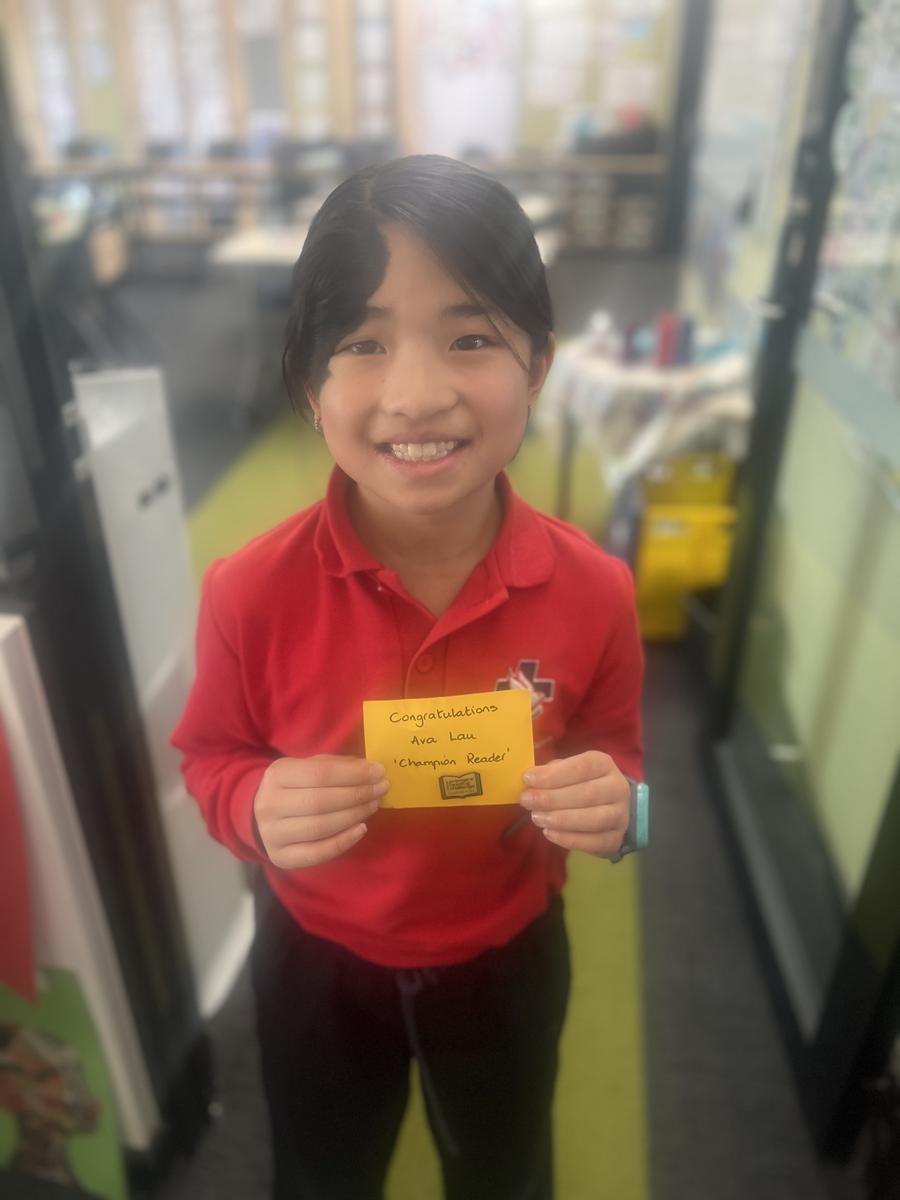 Congratulations
Ava Lau
'Champion Reader'